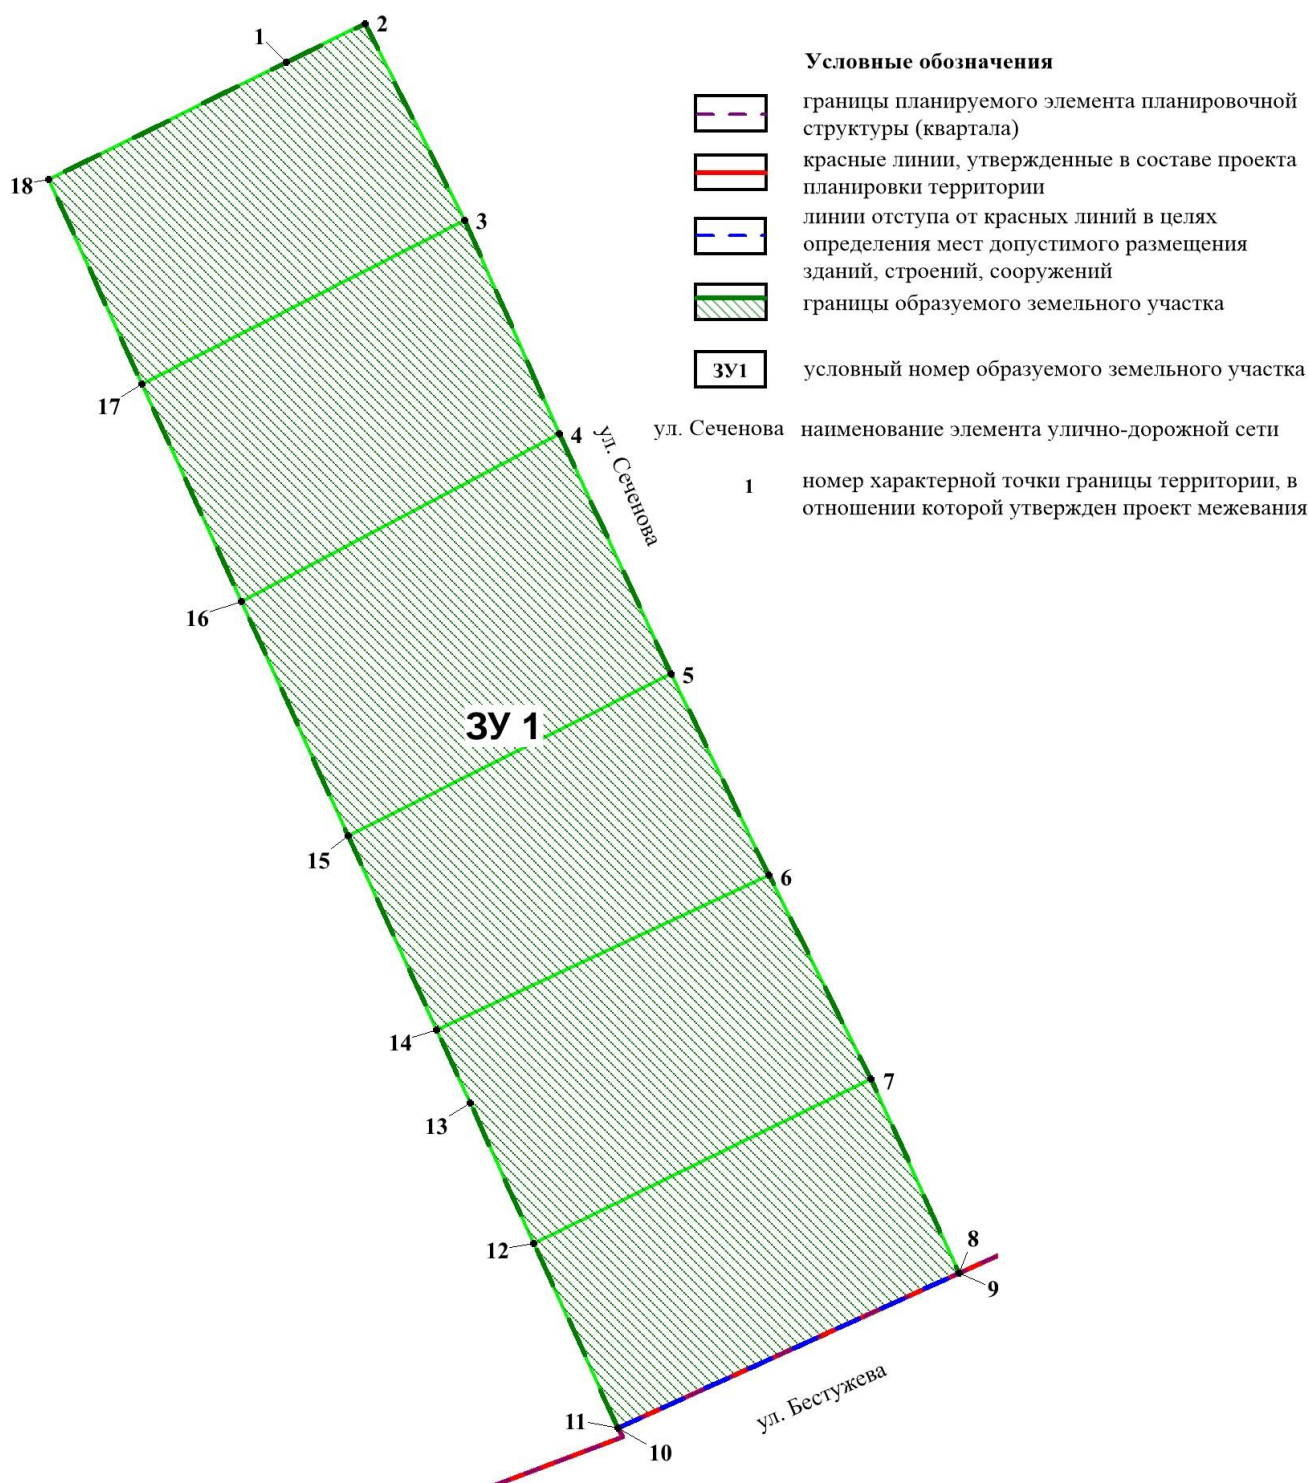 1
2
18
3
17
4
ул. Сеченова
16
5
ЗУ 1
15
6
14
7
13
12
8
9
11
10
ул. Бестужева
Условные обозначения
границы планируемого элемента планировочной
структуры (квартала)
красные линии, утвержденные в составе проекта
планировки территории
линии отступа от красных линий в целях
определения мест допустимого размещения
зданий, строений, сооружений
границы образуемого земельного участка
ЗУ1 условный номер образуемого земельного участка
ул. Сеченова наименование элемента улично-дорожной сети
1 номер характерной точки границы территории, в
отношении которой утвержден проект межевания